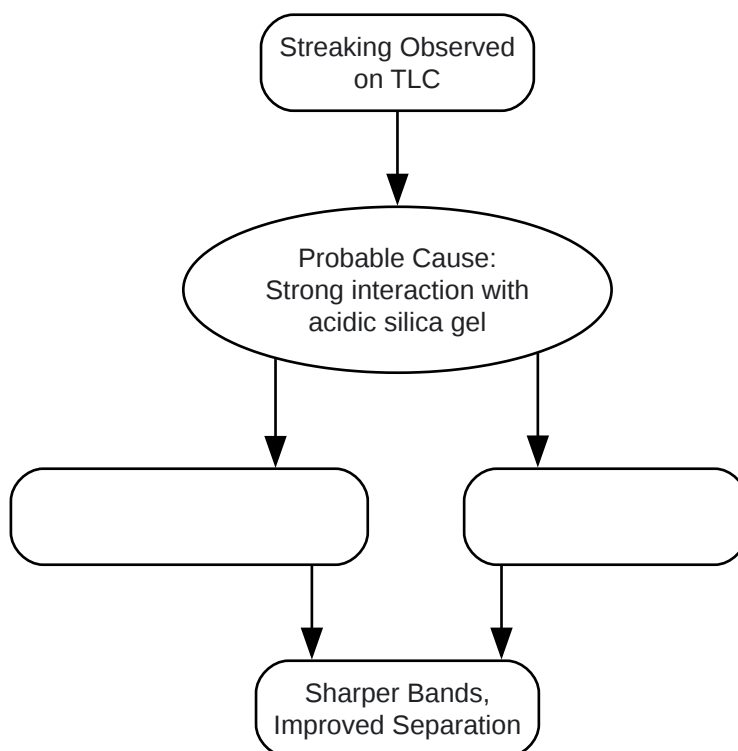 Streaking Observed
on TLC
Probable Cause:
Strong interaction with
acidic silica gel
Sharper Bands,
Improved Separation